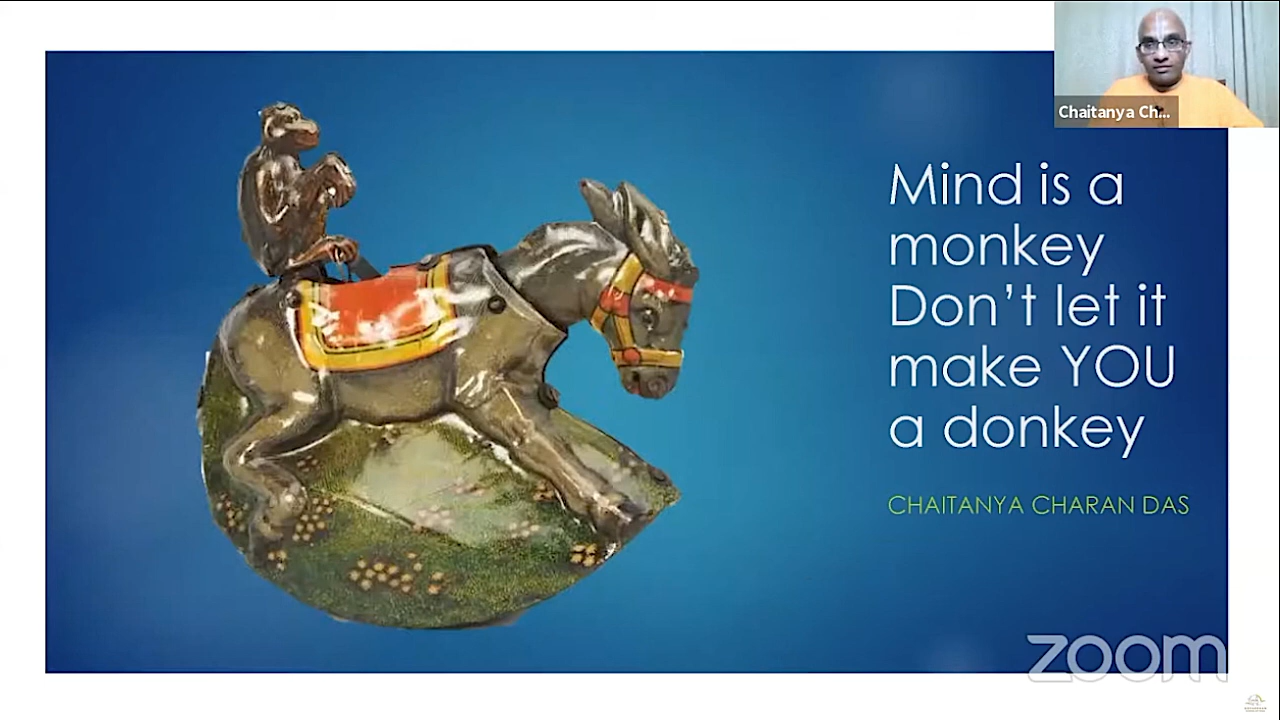 Chaitanya Ch...
Mind is a
monkey
Don't let it
make YOU
a donkey
CHAITANYA CHARAN DAS
zoom